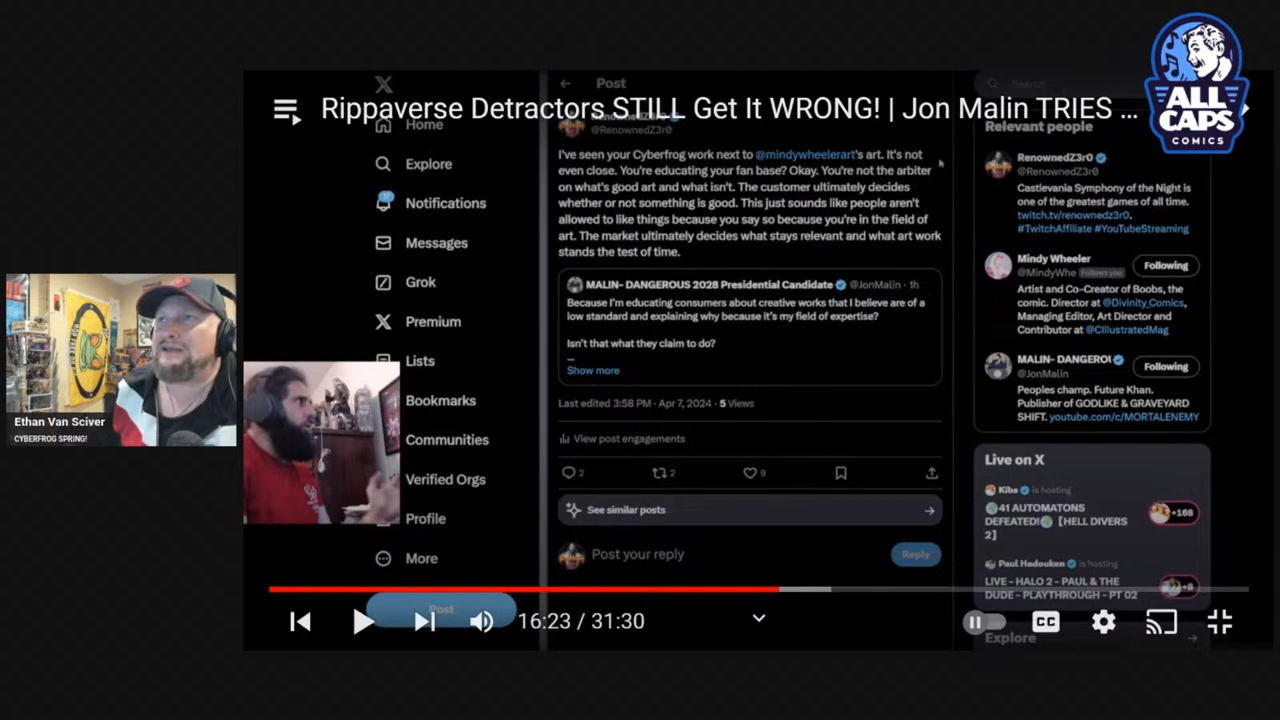 ALL
CAPS
COMICS
Rippaverse Detractors STILL Get It WRONG! | Jon Malin TRIES ...
Home
Explore
Notifications
Messages
Grok
Premium
Lists
Bookmarks
Communities
Verified Orgs
Profile
More
Post
Post
@RenownedZ3r0
I've seen your Cyberfrog work next to @mindywheelerart's art. It's not
even close. You're educating your fan base? Okay. You're not the arbiter
on what's good art and what isn't. The customer ultimately decides
whether or not something is good. This just sounds like people aren't
allowed to like things because you say so because you're in the field of
art. The market ultimately decides what stays relevant and what art work
stands the test of time.
MALIN- DANGEROUS 2028 Presidential Candidate @JonMalin · 1h
Because I'm educating consumers about creative works that I believe are of a
low standard and explaining why because it's my field of expertise?
Isn't that what they claim to do?
...
Show more
Last edited 3:58 PM · Apr 7, 2024 · 5 Views
View post engagements
2 2 9
See similar posts
Post your reply
Reply
Search
Relevant people
RenownedZ3r0
@RenownedZ3r0
Castlevania Symphony of the Night is
one of the greatest games of all time.
twitch.tv/renownedz3r0.
#TwitchAffiliate #YouTubeStreaming
Mindy Wheeler
@MindyWhe Follows you
Following
Artist and Co-Creator of Boobs, the
comic. Director at @Divinity_Comics,
Managing Editor, Art Director and
Contributor at @CIllustratedMag
MALIN- DANGEROU
@JonMalin
Following
Peoples champ. Future Khan.
Publisher of GODLIKE & GRAVEYARD
SHIFT. youtube.com/c/MORTALENEMY
Live on X
Kibs is hosting
41 AUTOMATONS
DEFEATED! [HELL DIVERS
2]
+168
Paul Hadouken is hosting
LIVE - HALO 2 - PAUL & THE
DUDE - PLAYTHROUGH - PT 02
+6
Explore
Ethan Van Sciver
CYBERFROG SPRING!
16:23 / 31:30
CC